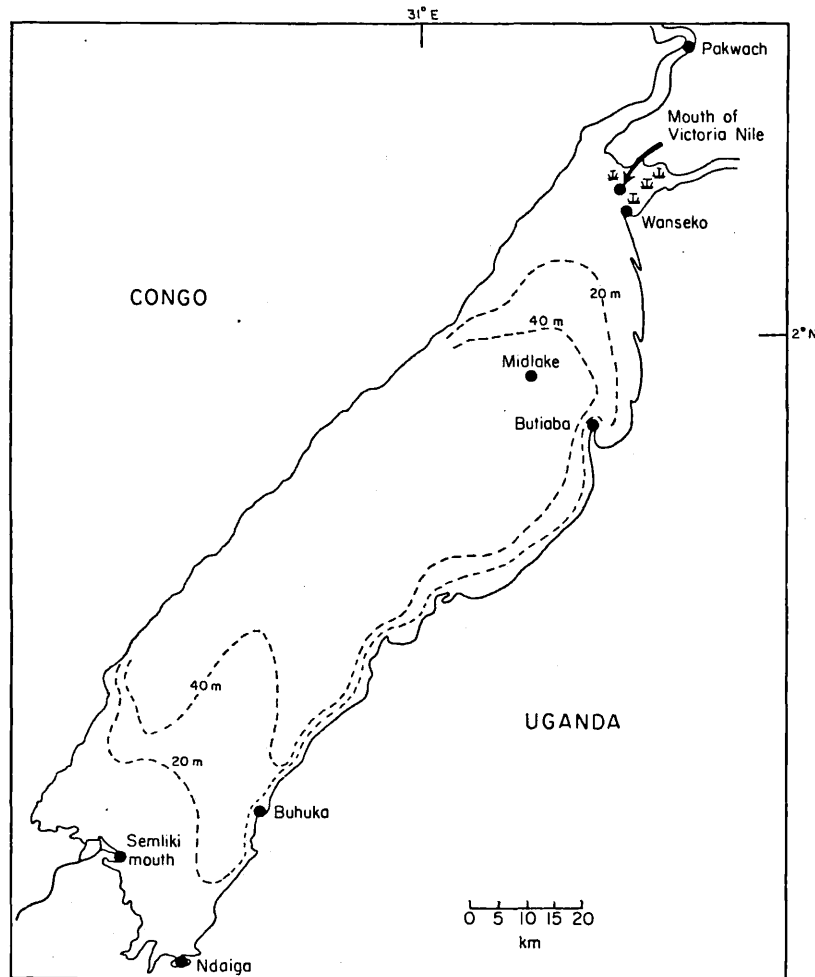 31° E
Pakwach
Mouth of
Victoria Nile
Wanseko
CONGO
20 m
40 m
2° N
Midlake
Butiaba
40 m
UGANDA
20 m
Buhuka
Semliki
mouth
0 5 10 15 20
km
Ndaiga